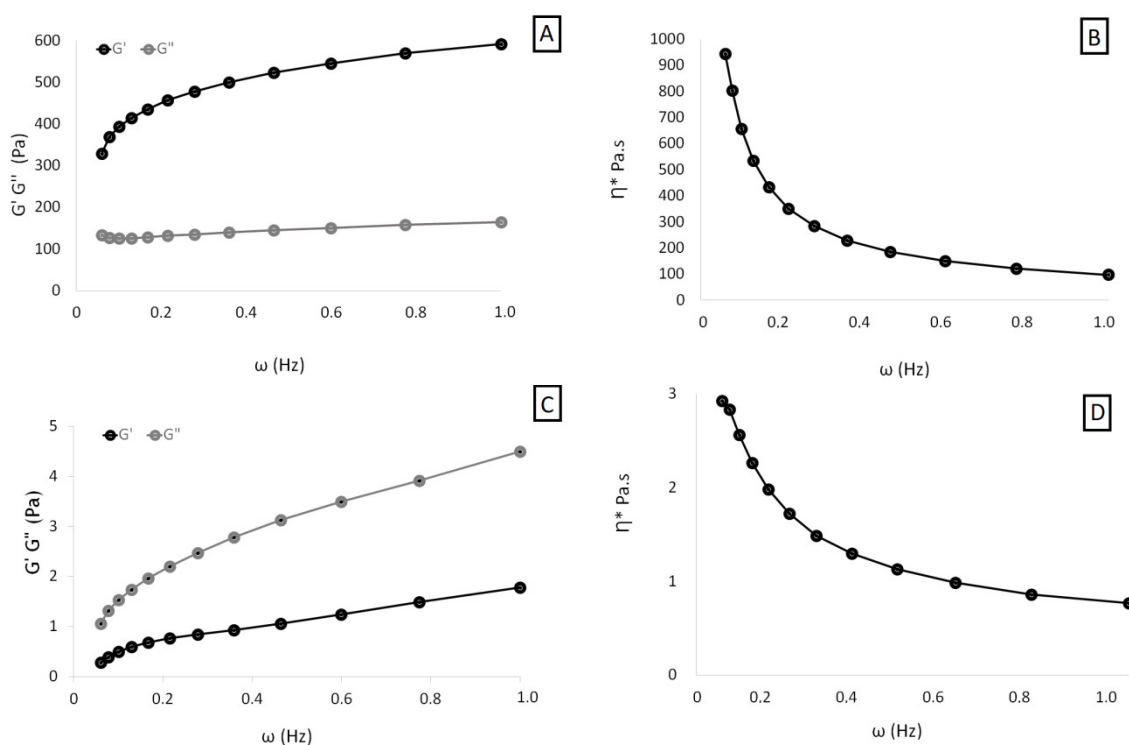 A
G' G"
600
500
400
300
200
100
0
G' G" (Pa)
0 0.2 0.4 0.6 0.8 1.0
ω (Hz)
B
1000
900
800
700
600
500
400
300
200
100
0
η* Pa.s
0 0.2 0.4 0.6 0.8 1.0
ω (Hz)
C
G' G"
5
4
3
2
1
0
G' G" (Pa)
0 0.2 0.4 0.6 0.8 1.0
ω (Hz)
D
3
2
1
0
η* Pa.s
0.2 0.4 0.6 0.8 1.0
ω (Hz)